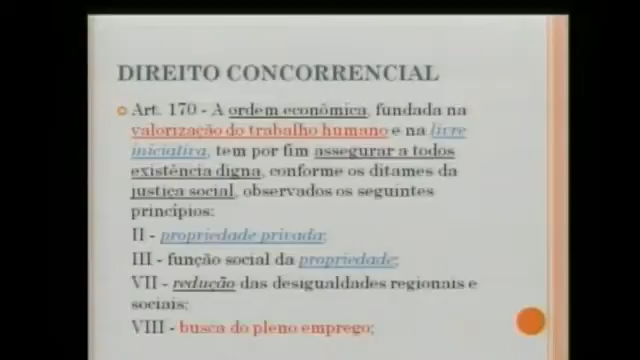 DIREITO CONCORRENCIAL
Art. 170 - A ordem econômica, fundada na
valorização do trabalho humano e na livre
iniciativa, tem por fim assegurar a todos
existência digna, conforme os ditames da
justiça social, observados os seguintes
princípios:
II - propriedade privada;
III - função social da propriedade;
VII - redução das desigualdades regionais e
sociais;
VIII - busca do pleno emprego;